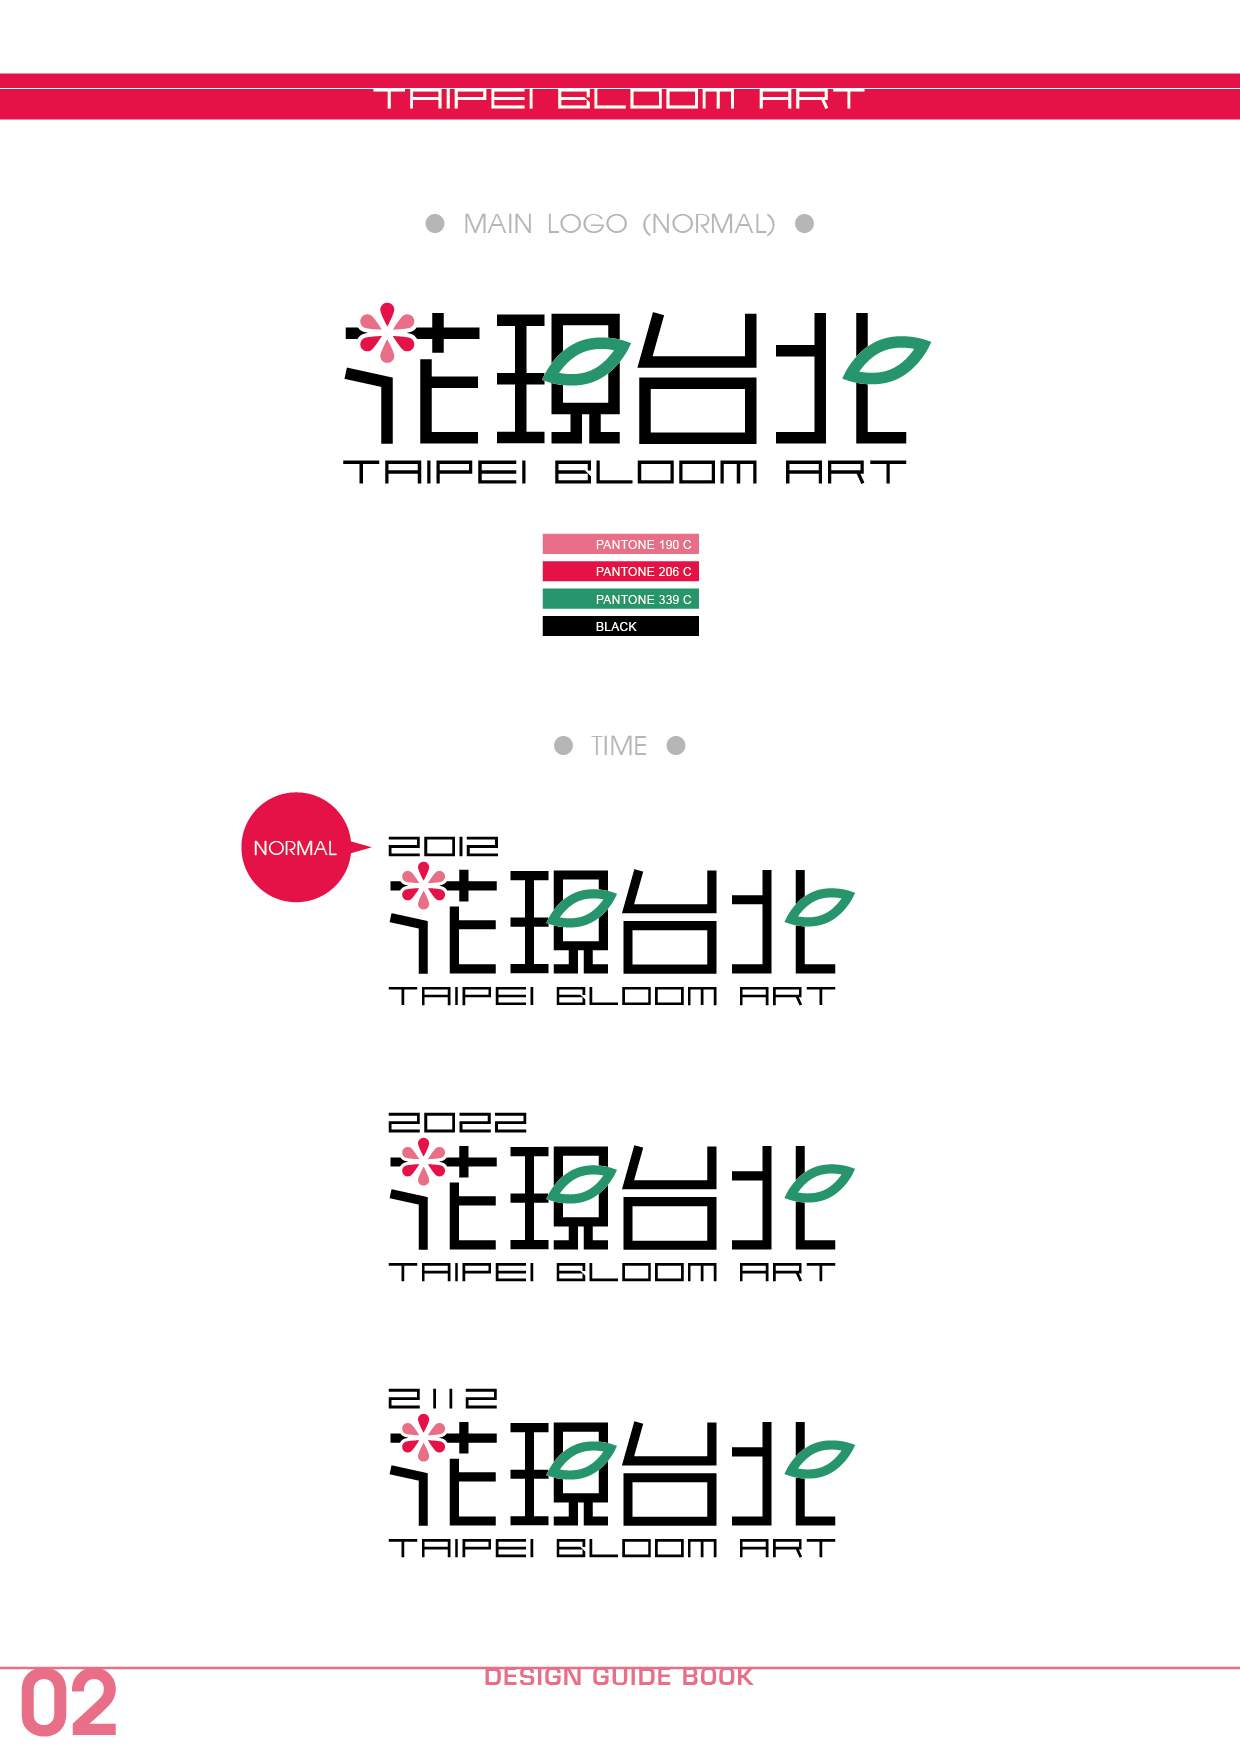 TAIPEI BLOOM ART
MAIN LOGO (NORMAL)
花現台北
TAIPEI BLOOM ART
PANTONE 190 C
PANTONE 206 C
PANTONE 339 C
BLACK
TIME
NORMAL
2012
花現台北
TAIPEI BLOOM ART
2022
花現台北
TAIPEI BLOOM ART
2112
花現台北
TAIPEI BLOOM ART
DESIGN GUIDE BOOK
02